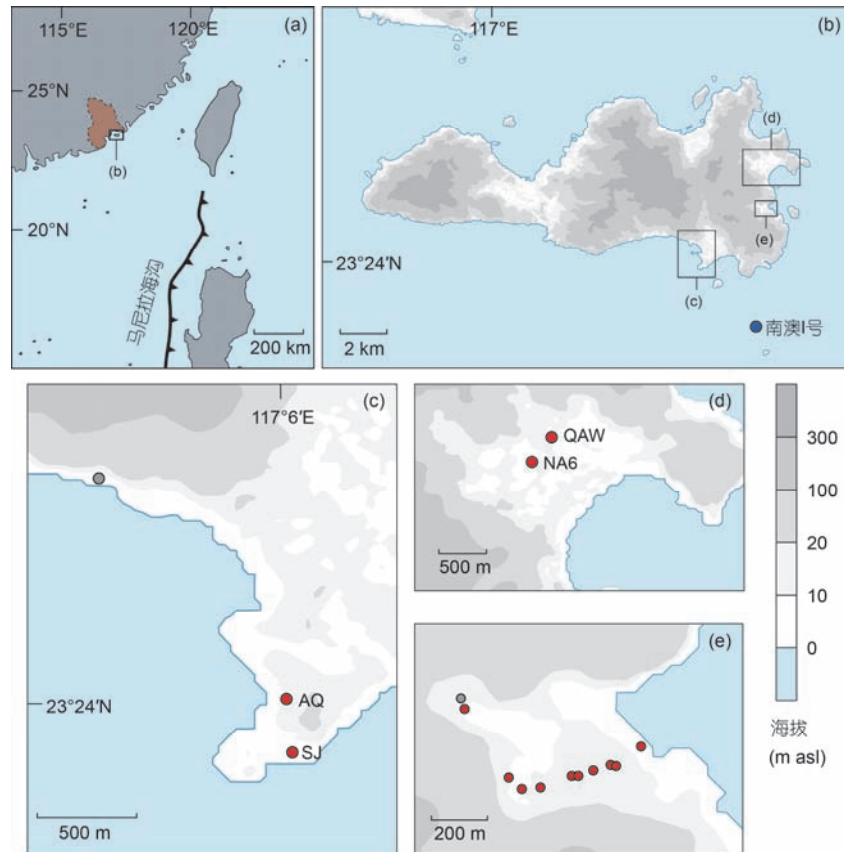 115°E
120°E
(a)
25°N
20°N
(b)
马尼拉海沟
200 km
117°E
(b)
(d)
(e)
(c)
23°24′N
南澳I号
2 km
117°6′E
(c)
23°24′N
AQ
SJ
500 m
(d)
QAW
NA6
500 m
(e)
200 m
300
100
20
10
0
海拔
(m asl)